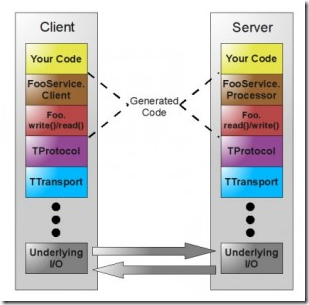 Client
Server
Your Code
Your Code
FooService.
Client
FooService.
Processor
Generated
Code
Foo.
write()/read()
Foo.
read()/write()
TProtocol
TProtocol
TTransport
TTransport
Underlying
I/O
Underlying
I/O